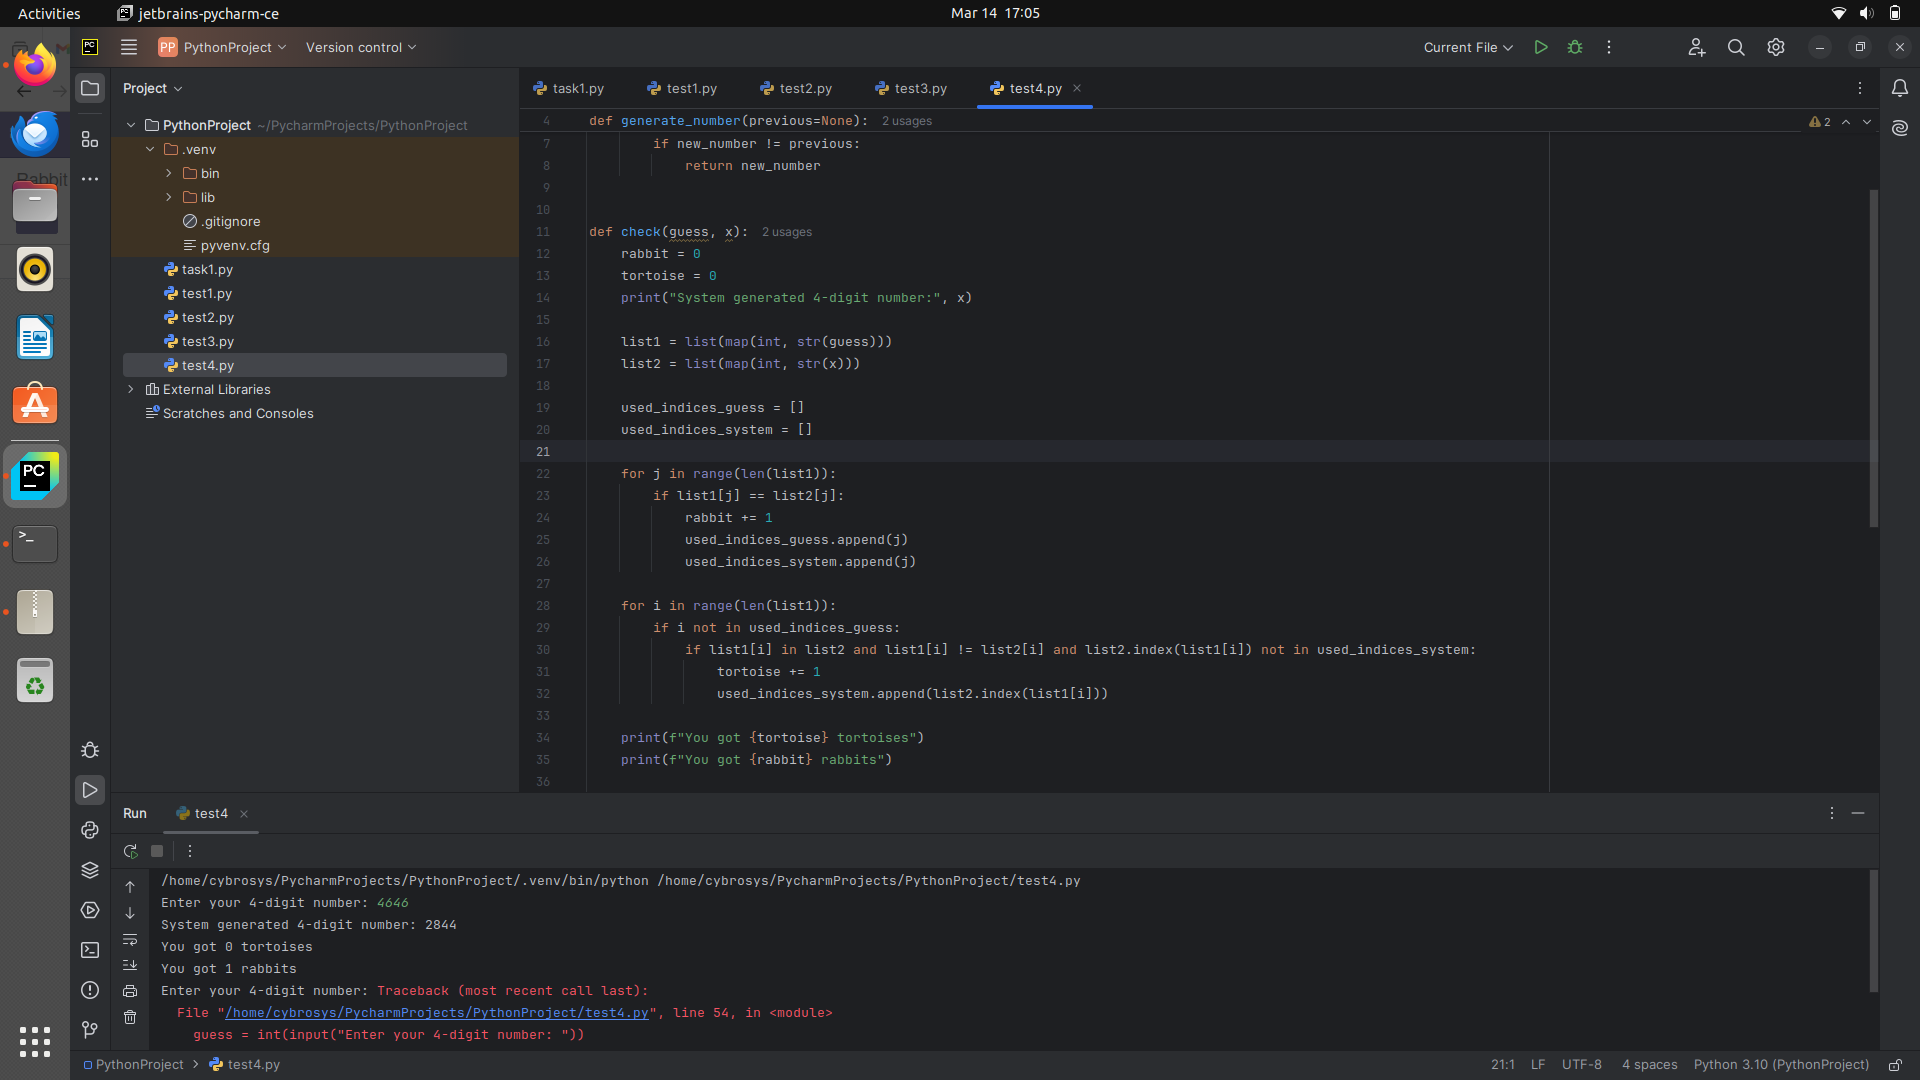 Activities
jetbrains-pycharm-ce
Mar 14 17:05
PC
PP PythonProject
Version control
Current File
Project
task1.py
test1.py
test2.py
test3.py
test4.py
PythonProject ~/PycharmProjects/PythonProject
.venv
bin
lib
.gitignore
pyvenv.cfg
task1.py
test1.py
test2.py
test3.py
test4.py
External Libraries
Scratches and Consoles
Rabbit
PC
2
4 def generate_number(previous=None): 2 usages
7 if new_number != previous:
8 return new_number
9
10
11 def check(guess, x): 2 usages
12 rabbit = 0
13 tortoise = 0
14 print("System generated 4-digit number:", x)
15
16 list1 = list(map(int, str(guess)))
17 list2 = list(map(int, str(x)))
18
19 used_indices_guess = []
20 used_indices_system = []
21
22 for j in range(len(list1)):
23 if list1[j] == list2[j]:
24 rabbit += 1
25 used_indices_guess.append(j)
26 used_indices_system.append(j)
27
28 for i in range(len(list1)):
29 if i not in used_indices_guess:
30 if list1[i] in list2 and list1[i] != list2[i] and list2.index(list1[i]) not in used_indices_system:
31 tortoise += 1
32 used_indices_system.append(list2.index(list1[i]))
33
34 print(f"You got {tortoise} tortoises")
35 print(f"You got {rabbit} rabbits")
36
Run
test4
/home/cybrosys/PycharmProjects/PythonProject/.venv/bin/python /home/cybrosys/PycharmProjects/PythonProject/test4.py
Enter your 4-digit number: 4646
System generated 4-digit number: 2844
You got 0 tortoises
You got 1 rabbits
Enter your 4-digit number: Traceback (most recent call last):
File "/home/cybrosys/PycharmProjects/PythonProject/test4.py", line 54, in <module>
guess = int(input("Enter your 4-digit number: "))
PythonProject
test4.py
21:1
LF
UTF-8
4 spaces
Python 3.10 (PythonProject)